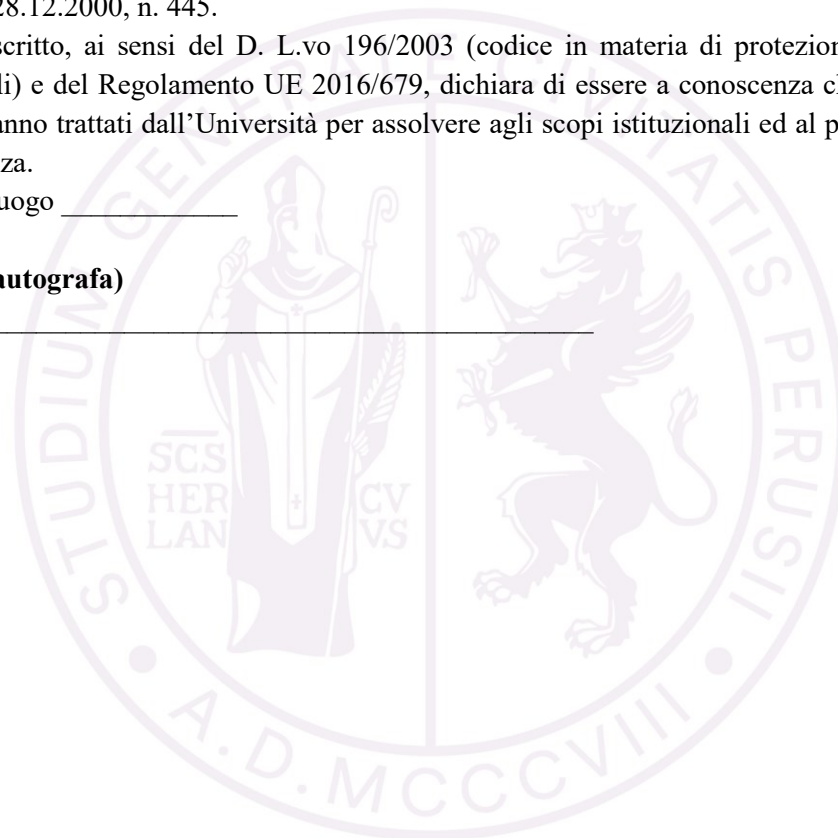 28.12.2000, n. 445.
scritto, ai sensi del D. L.vo 196/2003 (codice in materia di protezion
li) e del Regolamento UE 2016/679, dichiara di essere a conoscenza c
anno trattati dall’Università per assolvere agli scopi istituzionali ed al p
za.
uogo _____________
autografa)
STUDIUM GENERALE CIVITATIS PERUSII
SCS
HER
LAN
CV
VS
A.D.MCCCVIII